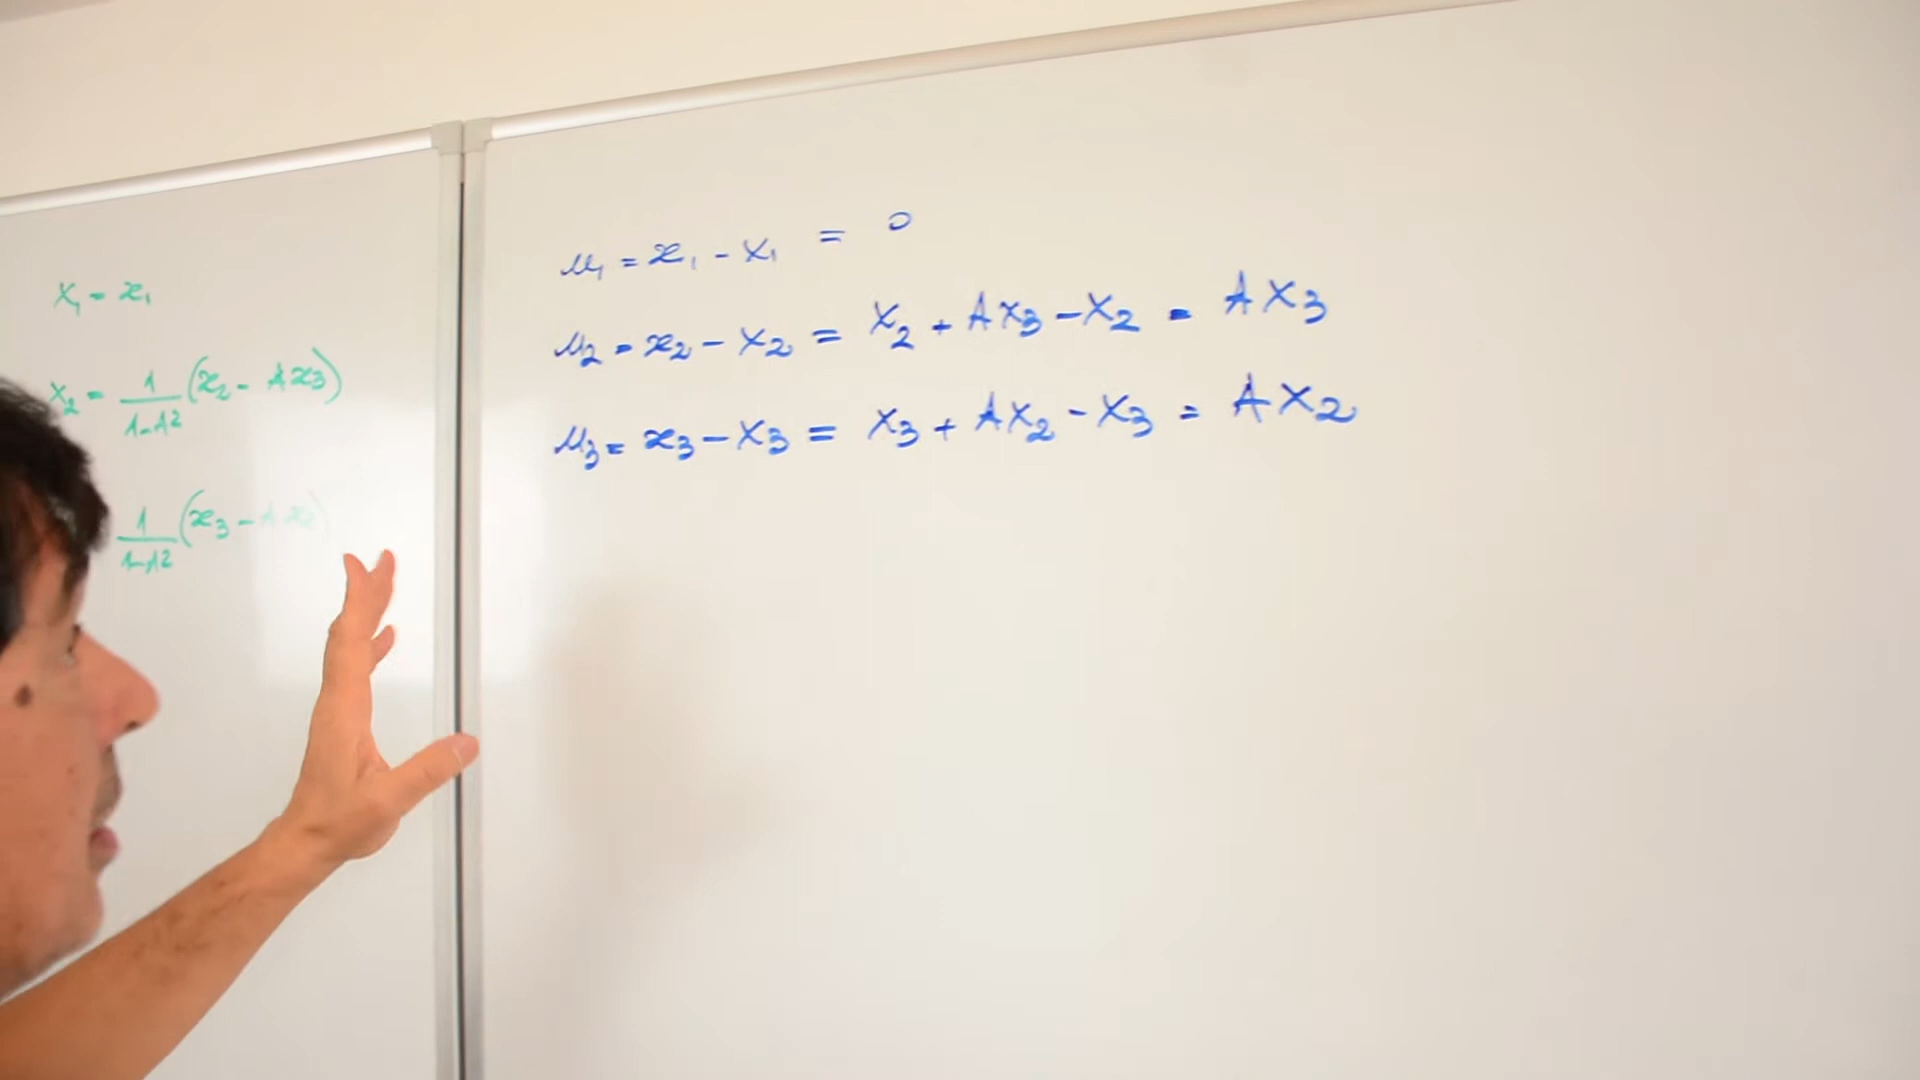 X₁ = x₁
X₂ = 1/(1-A²) (x₂ - Ax₃)
1/(1-A²) (x₃ - Ax₂)
u₁ = x₁ - X₁ = 0
u₂ = x₂ - X₂ = X₂ + AX₃ - X₂ = AX₃
u₃ = x₃ - X₃ = X₃ + AX₂ - X₃ = AX₂